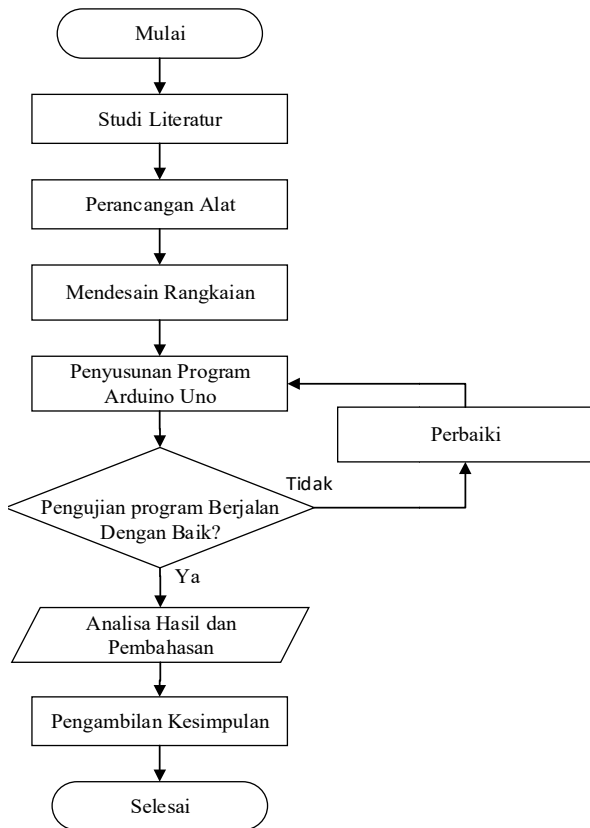 Mulai
Studi Literatur
Perancangan Alat
Mendesain Rangkaian
Penyusunan Program
Arduino Uno
Perbaiki
Tidak
Pengujian program Berjalan
Dengan Baik?
Ya
Analisa Hasil dan
Pembahasan
Pengambilan Kesimpulan
Selesai